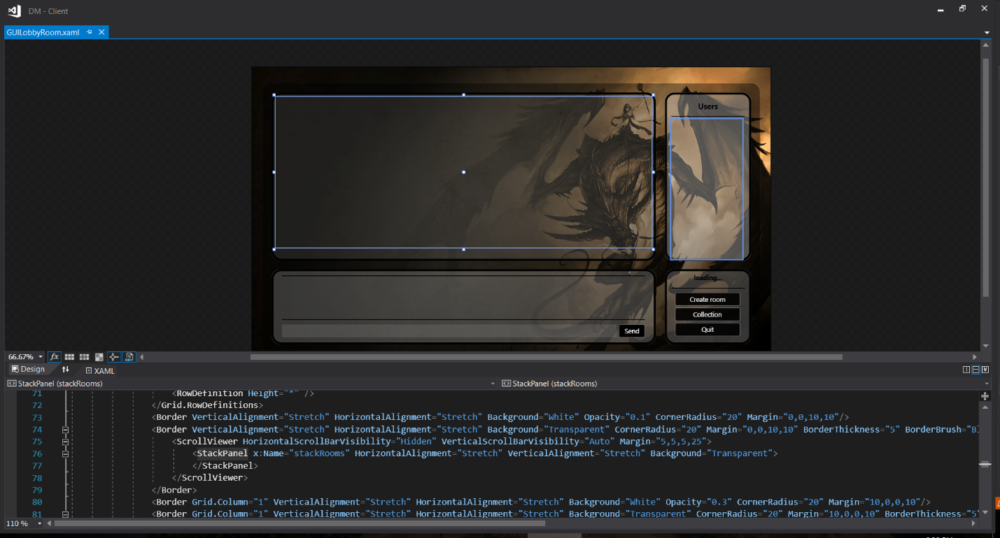 DM - Client
GUILobbyRoom.xaml
Users
loading...
Create room
Collection
Quit
Send
66.67%
fx
Design
XAML
StackPanel (stackRooms)
StackPanel (stackRooms)
71 <RowDefinition Height="*" />
72 </Grid.RowDefinitions>
73 <Border VerticalAlignment="Stretch" HorizontalAlignment="Stretch" Background="White" Opacity="0.1" CornerRadius="20" Margin="0,0,10,10"/>
74 <Border VerticalAlignment="Stretch" HorizontalAlignment="Stretch" Background="Transparent" CornerRadius="20" Margin="0,0,10,10" BorderThickness="5" BorderBrush="Bl
75 <ScrollViewer HorizontalScrollBarVisibility="Hidden" VerticalScrollBarVisibility="Auto" Margin="5,5,5,25">
76 <StackPanel x:Name="stackRooms" HorizontalAlignment="Stretch" VerticalAlignment="Stretch" Background="Transparent">
77 </StackPanel>
78 </ScrollViewer>
79 </Border>
80 <Border Grid.Column="1" VerticalAlignment="Stretch" HorizontalAlignment="Stretch" Background="White" Opacity="0.3" CornerRadius="20" Margin="10,0,0,10"/>
81 <Border Grid.Column="1" VerticalAlignment="Stretch" HorizontalAlignment="Stretch" Background="Transparent" CornerRadius="20" Margin="10,0,0,10" BorderThickness="5"
110 %